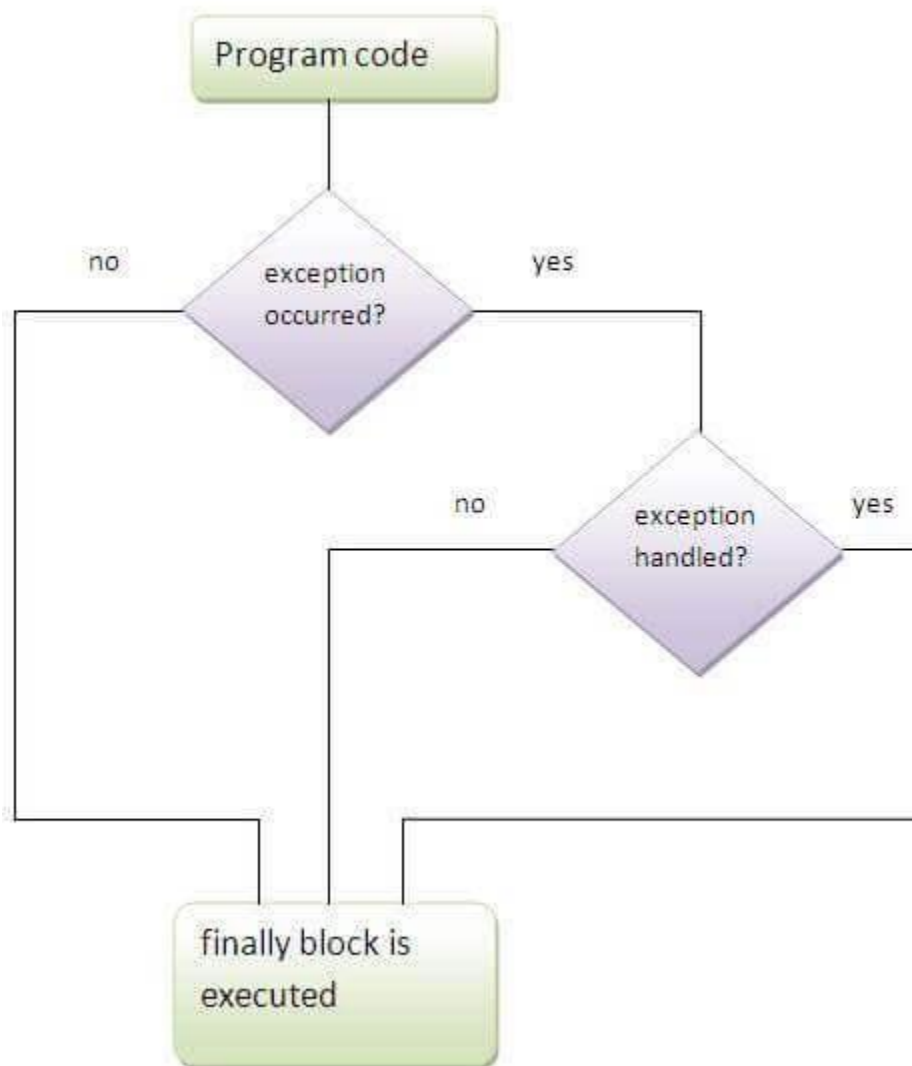 Program code
no
exception
occurred?
yes
no
exception
handled?
yes
finally block is
executed